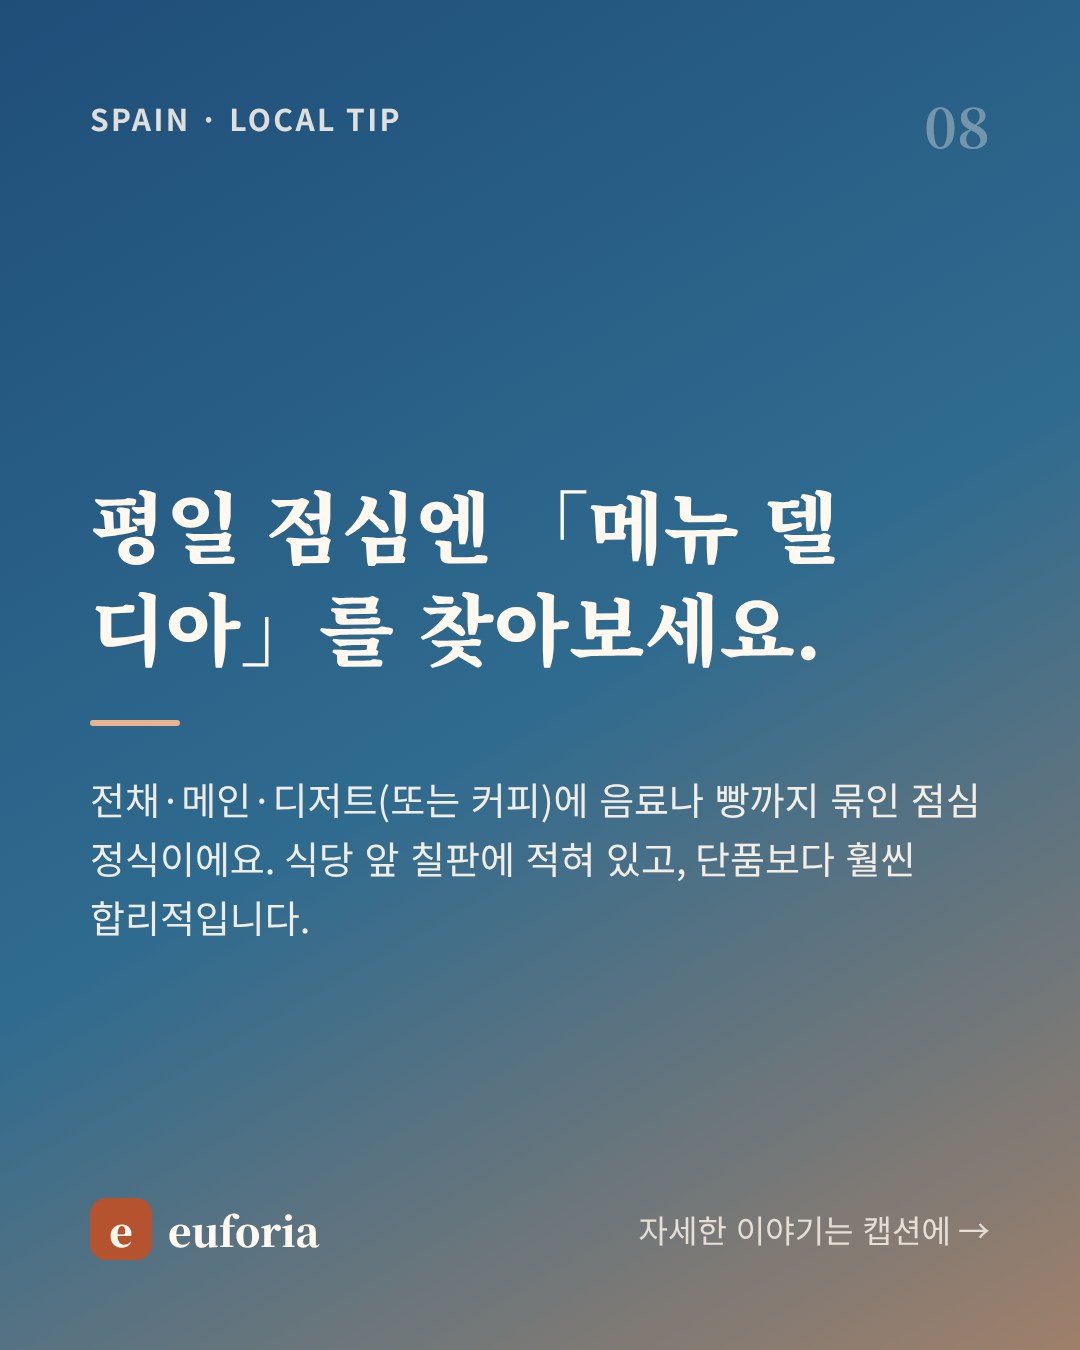 SPAIN · LOCAL TIP
08
평일 점심엔 「메뉴 델
디아」를 찾아보세요.
전채·메인·디저트(또는 커피)에 음료나 빵까지 묶인 점심
정식이에요. 식당 앞 칠판에 적혀 있고, 단품보다 훨씬
합리적입니다.
e euforia
자세한 이야기는 캡션에 →